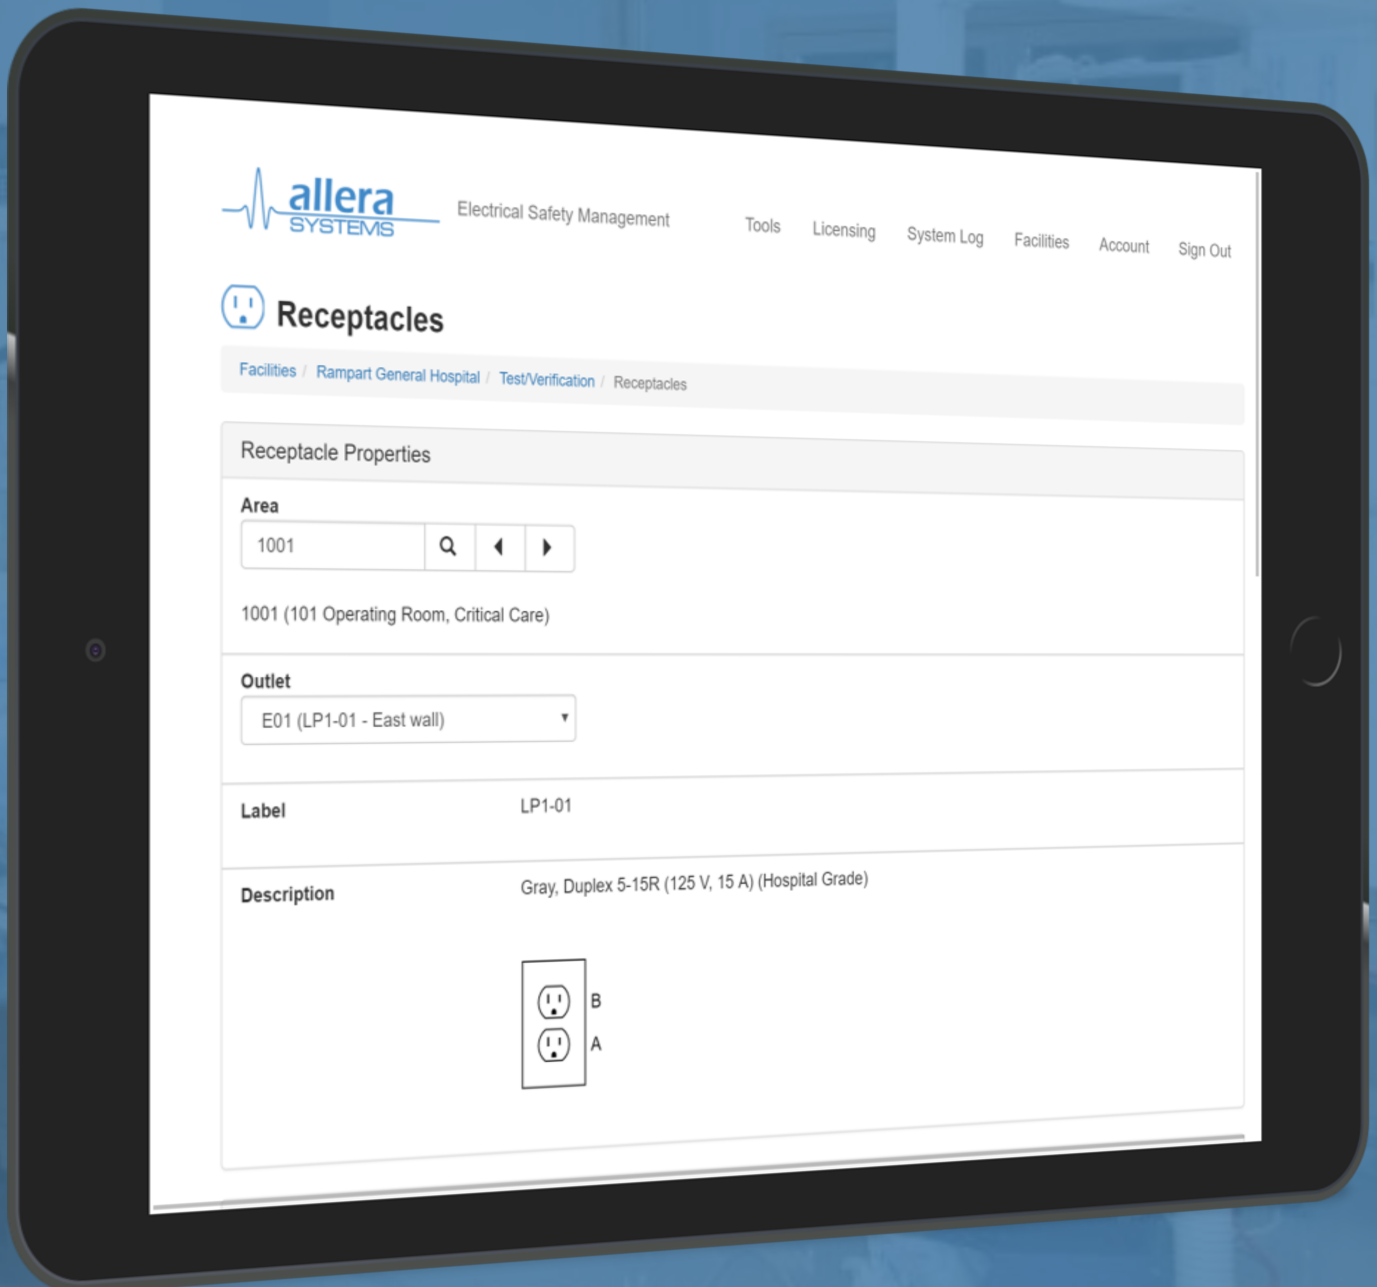 allera
SYSTEMS
Electrical Safety Management
Tools Licensing System Log Facilities Account Sign Out
Receptacles
Facilities / Rampart General Hospital / Test/Verification / Receptacles
Receptacle Properties
Area
1001
1001 (101 Operating Room, Critical Care)
Outlet
E01 (LP1-01 - East wall)
Label LP1-01
Description Gray, Duplex 5-15R (125 V, 15 A) (Hospital Grade)
B
A